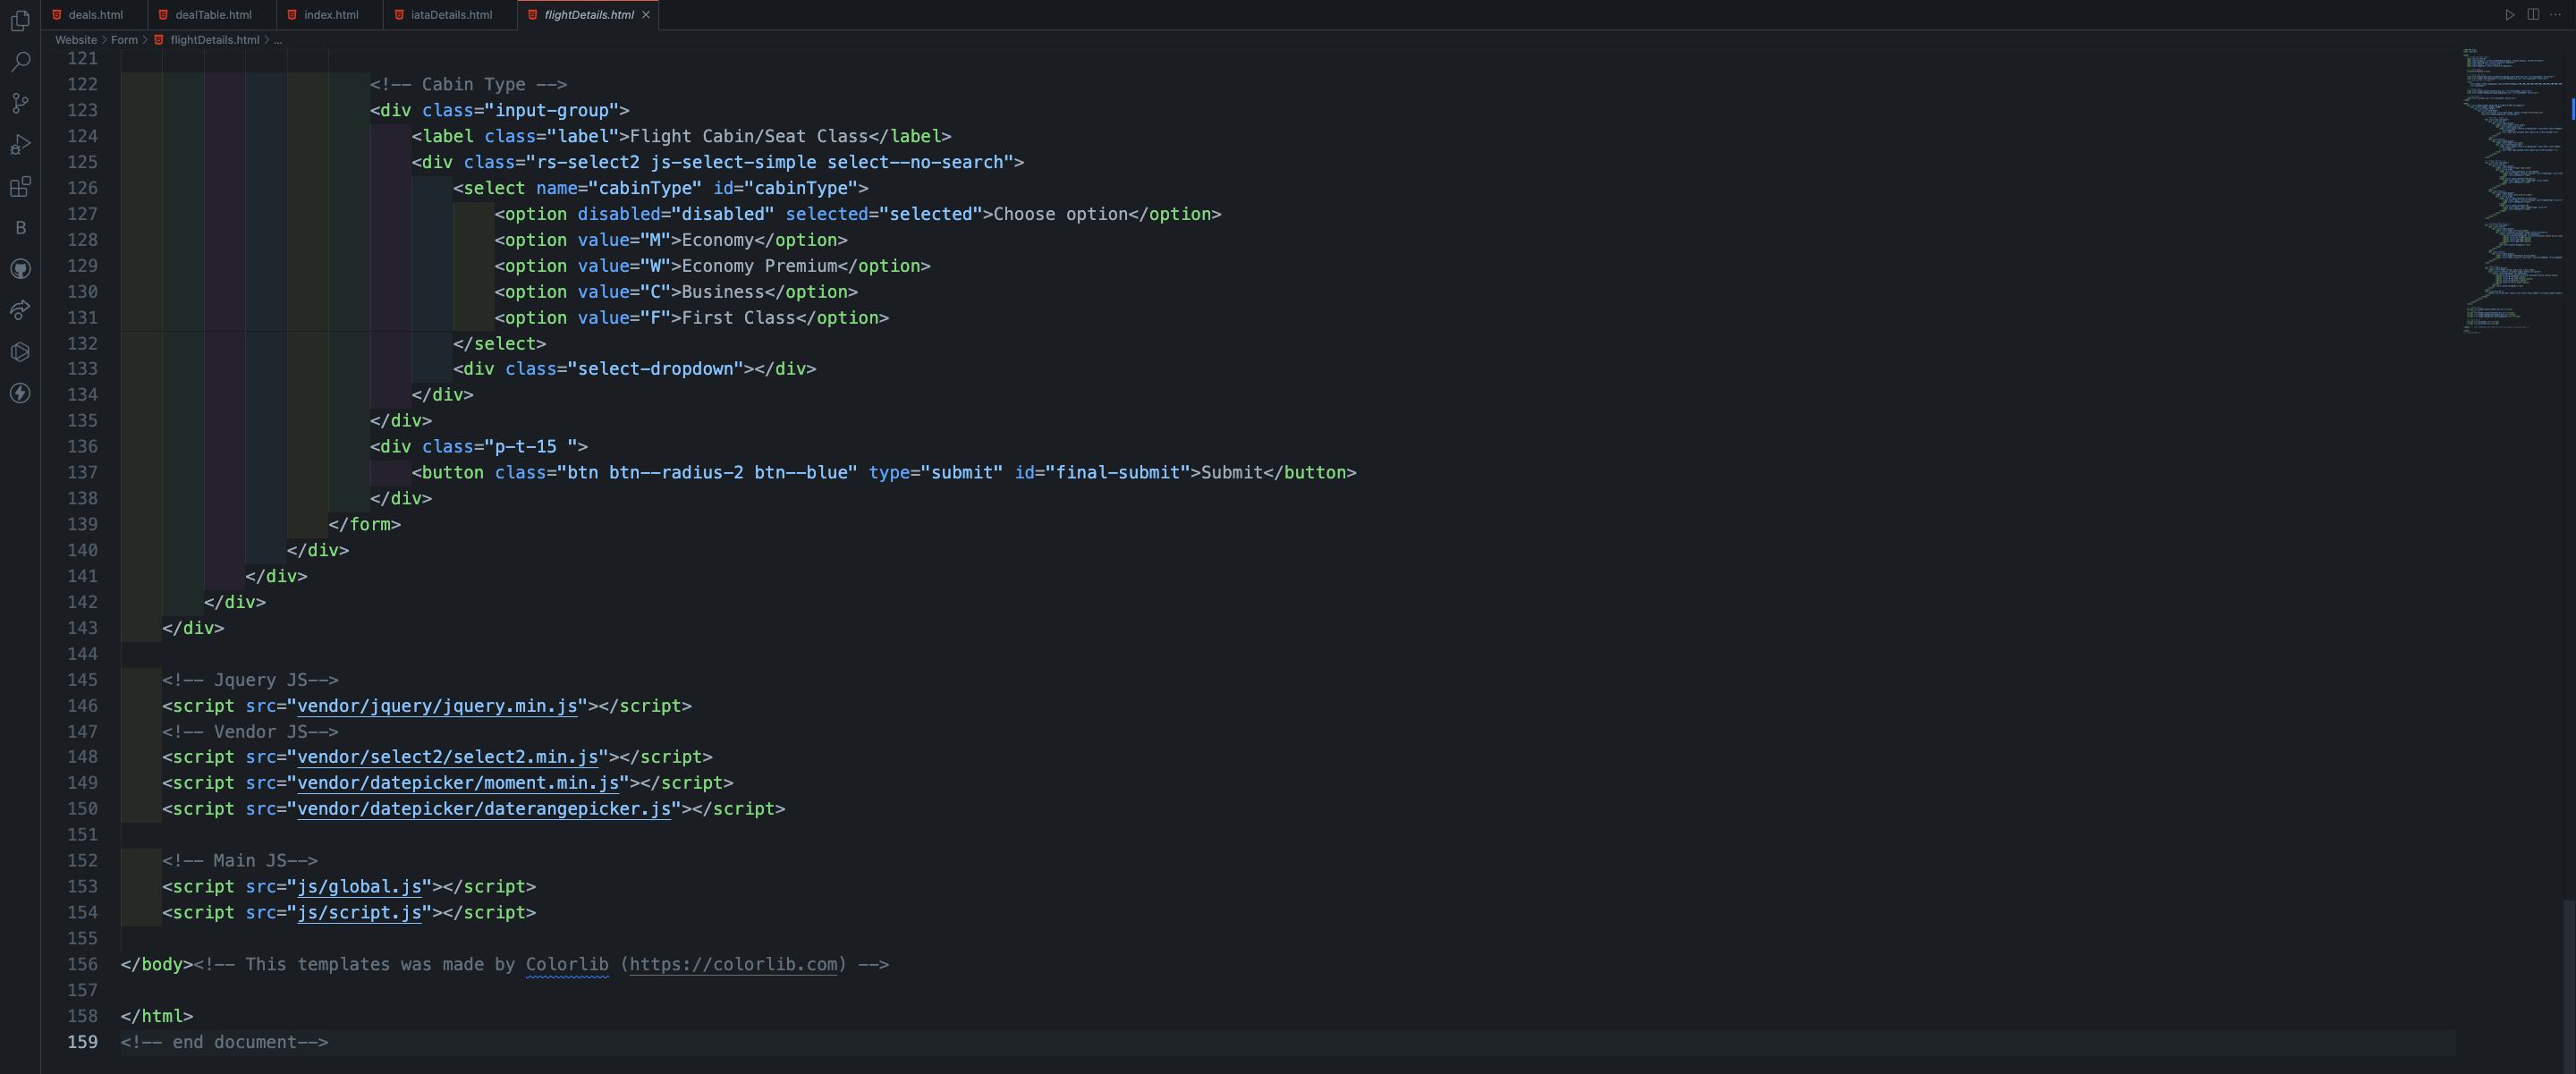 deals.html
dealTable.html
index.html
iataDetails.html
flightDetails.html
Website > Form > flightDetails.html > ...
121
122 <!-- Cabin Type -->
123 <div class="input-group">
124 <label class="label">Flight Cabin/Seat Class</label>
125 <div class="rs-select2 js-select-simple select--no-search">
126 <select name="cabinType" id="cabinType">
127 <option disabled="disabled" selected="selected">Choose option</option>
128 <option value="M">Economy</option>
129 <option value="W">Economy Premium</option>
130 <option value="C">Business</option>
131 <option value="F">First Class</option>
132 </select>
133 <div class="select-dropdown"></div>
134 </div>
135 </div>
136 <div class="p-t-15 ">
137 <button class="btn btn--radius-2 btn--blue" type="submit" id="final-submit">Submit</button>
138 </div>
139 </form>
140 </div>
141 </div>
142 </div>
143 </div>
144
145 <!-- Jquery JS-->
146 <script src="vendor/jquery/jquery.min.js"></script>
147 <!-- Vendor JS-->
148 <script src="vendor/select2/select2.min.js"></script>
149 <script src="vendor/datepicker/moment.min.js"></script>
150 <script src="vendor/datepicker/daterangepicker.js"></script>
151
152 <!-- Main JS-->
153 <script src="js/global.js"></script>
154 <script src="js/script.js"></script>
155
156 </body><!-- This templates was made by Colorlib (https://colorlib.com) -->
157
158 </html>
159 <!-- end document-->
B